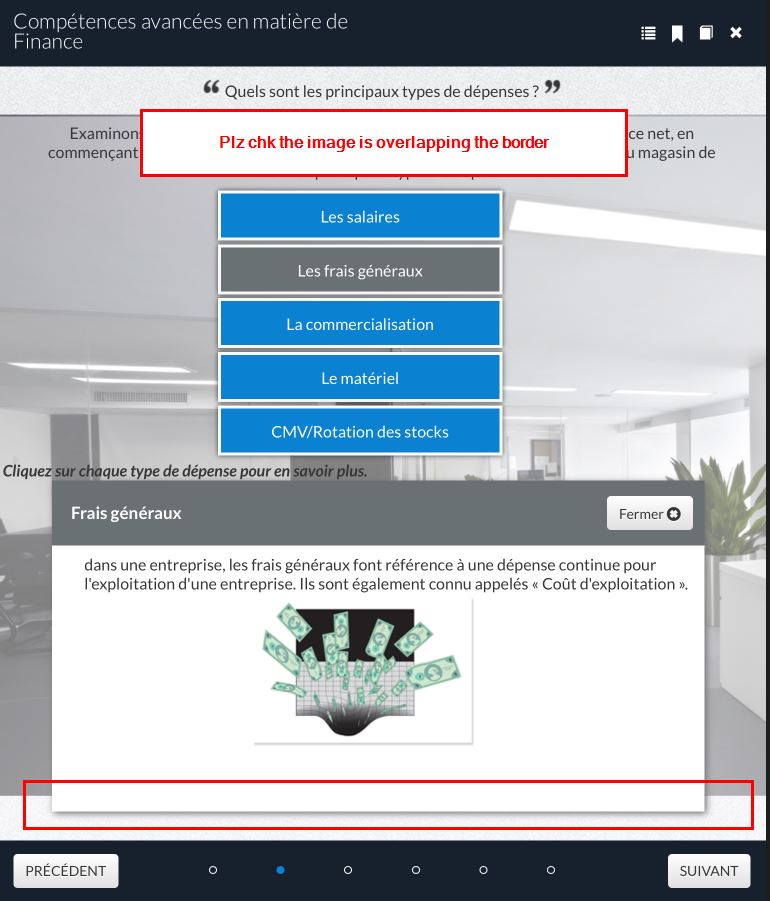 Compétences avancées en matière de
Finance
“ Quels sont les principaux types de dépenses ? ”
Plz chk the image is overlapping the border
Examinons
ce net, en
commençant
u magasin de
Les salaires
Les frais généraux
La commercialisation
Le matériel
CMV/Rotation des stocks
Cliquez sur chaque type de dépense pour en savoir plus.
Frais généraux
Fermer
dans une entreprise, les frais généraux font référence à une dépense continue pour
l'exploitation d'une entreprise. Ils sont également connu appelés « Coût d'exploitation ».
PRÉCÉDENT
SUIVANT